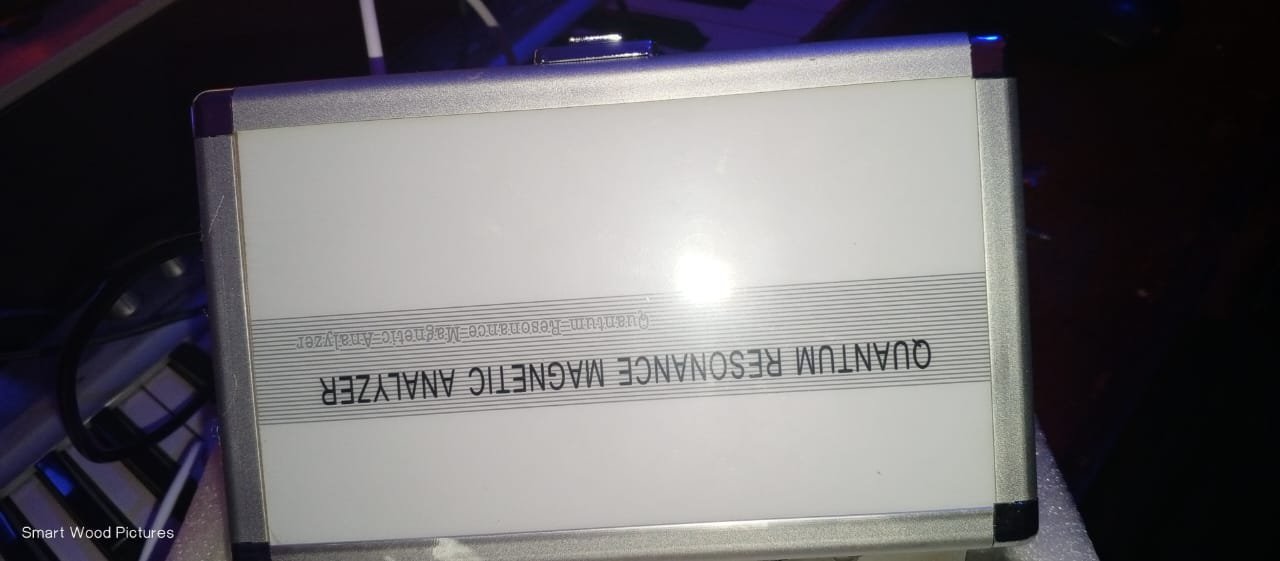 QUANTUM RESONANCE MAGNETIC ANALYZER
Quantum Resonance Magnetic Analyzer
Smart Wood Pictures